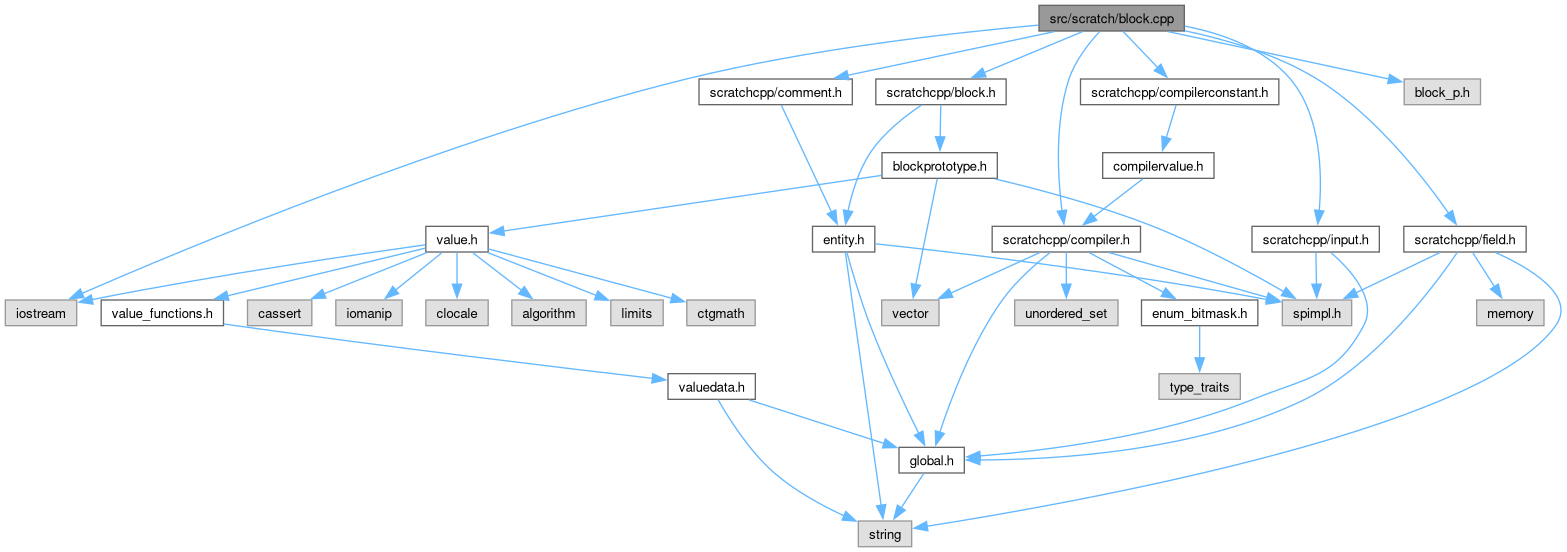 src/scratch/block.cpp
scratchcpp/comment.h
scratchcpp/block.h
scratchcpp/compilerconstant.h
block_p.h
blockprototype.h
compilervalue.h
value.h
entity.h
scratchcpp/compiler.h
scratchcpp/input.h
scratchcpp/field.h
iostream
value_functions.h
cassert
iomanip
clocale
algorithm
limits
ctgmath
vector
unordered_set
enum_bitmask.h
spimpl.h
memory
valuedata.h
type_traits
global.h
string